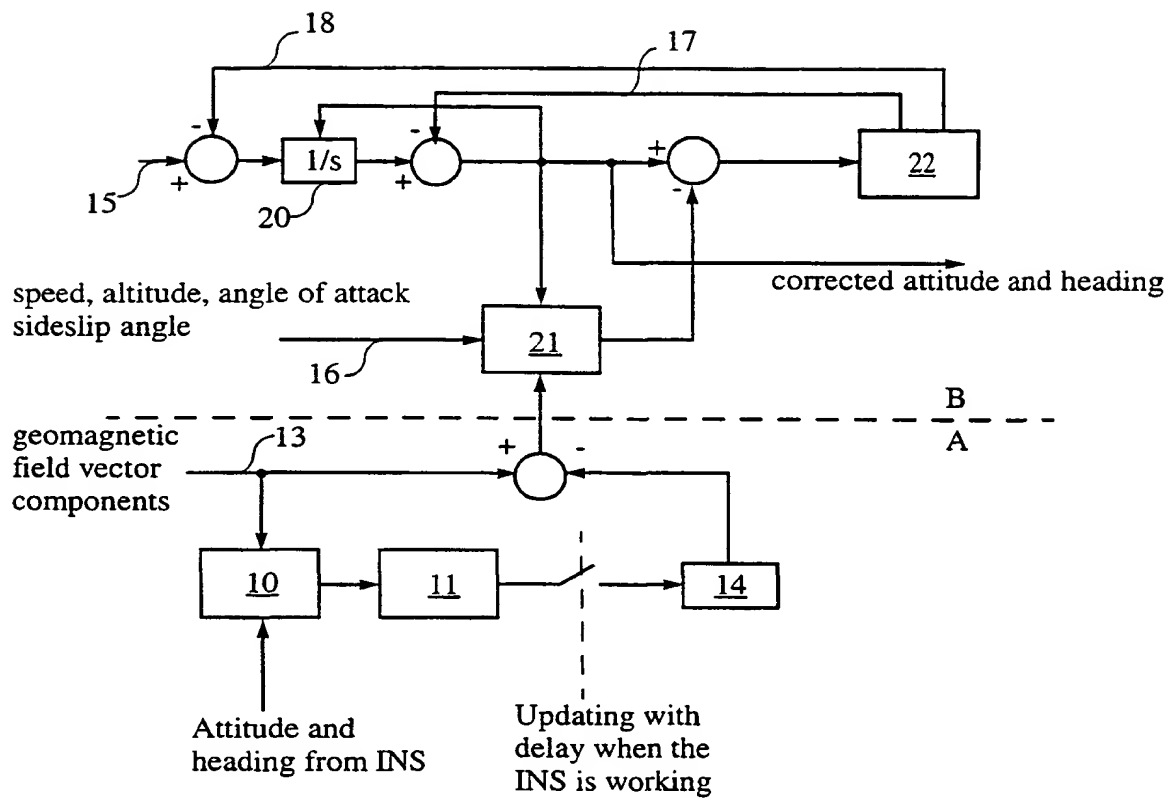 18
17
-
-
15
+
1/s
20
+
+
-
22
corrected attitude and heading
speed, altitude, angle of attack
sideslip angle
16
21
B
A
geomagnetic
field vector
components
13
+
-
10
11
14
Attitude and
heading from INS
Updating with
delay when the
INS is working